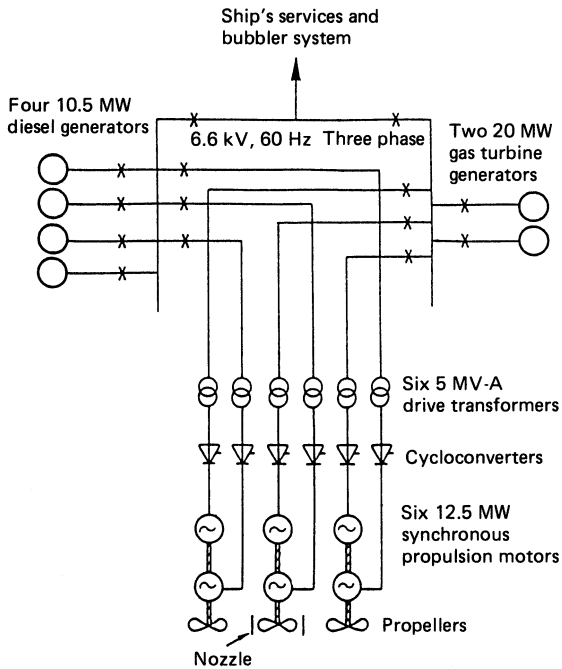 Ship's services and
bubbler system
Four 10.5 MW
diesel generators
6.6 kV, 60 Hz Three phase
Two 20 MW
gas turbine
generators
Six 5 MV-A
drive transformers
Cycloconverters
Six 12.5 MW
synchronous
propulsion motors
Propellers
Nozzle